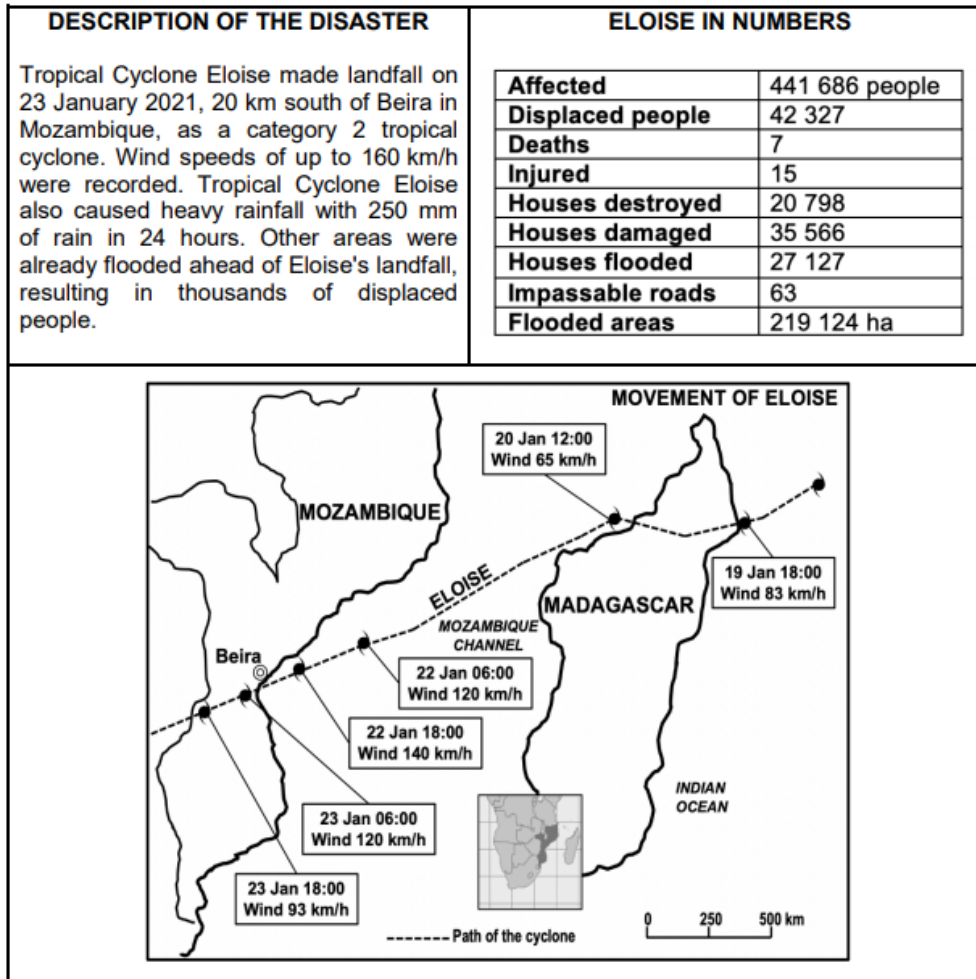 DESCRIPTION OF THE DISASTER
Tropical Cyclone Eloise made landfall on
23 January 2021, 20 km south of Beira in
Mozambique, as a category 2 tropical
cyclone. Wind speeds of up to 160 km/h
were recorded. Tropical Cyclone Eloise
also caused heavy rainfall with 250 mm
of rain in 24 hours. Other areas were
already flooded ahead of Eloise's landfall,
resulting in thousands of displaced
people.
ELOISE IN NUMBERS
Affected 441 686 people
Displaced people 42 327
Deaths 7
Injured 15
Houses destroyed 20 798
Houses damaged 35 566
Houses flooded 27 127
Impassable roads 63
Flooded areas 219 124 ha
MOVEMENT OF ELOISE
20 Jan 12:00
Wind 65 km/h
MOZAMBIQUE
19 Jan 18:00
Wind 83 km/h
ELOISE
MADAGASCAR
MOZAMBIQUE
CHANNEL
Beira
22 Jan 06:00
Wind 120 km/h
22 Jan 18:00
Wind 140 km/h
INDIAN
OCEAN
23 Jan 06:00
Wind 120 km/h
23 Jan 18:00
Wind 93 km/h
0 250 500 km
Path of the cyclone